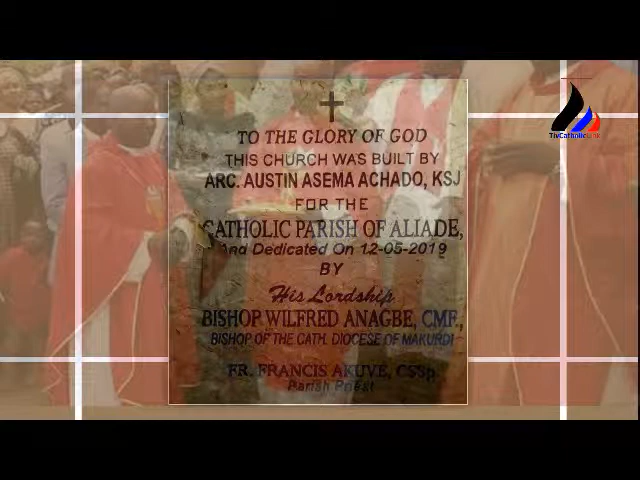 TivCatholicLink
TO THE GLORY OF GOD
THIS CHURCH WAS BUILT BY
ARC. AUSTIN ASEMA ACHADO, KSJ
FOR THE
CATHOLIC PARISH OF ALIADE,
And Dedicated On 12-05-2019
BY
His Lordship
BISHOP WILFRED ANAGBE, CMF.,
BISHOP OF THE CATH. DIOCESE OF MAKURDI
FR. FRANCIS AKUVE, CSSp
Parish Priest